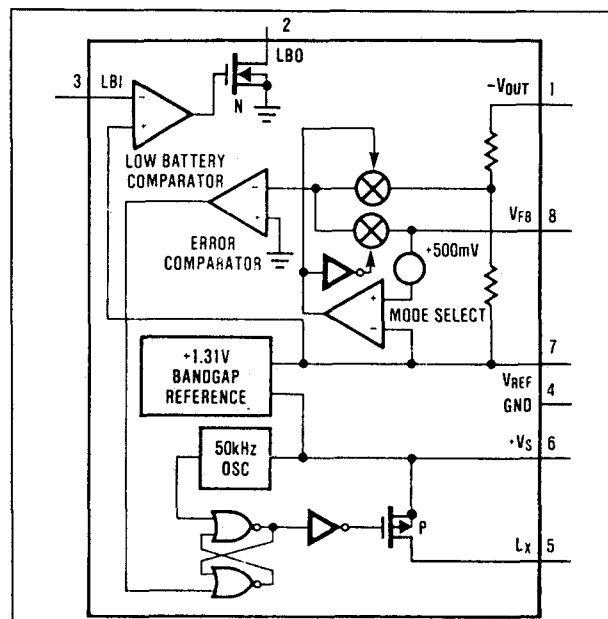 2
LBO
3 LBI
-
+
N
-VOUT 1
LOW BATTERY
COMPARATOR
-
+
ERROR
COMPARATOR
VFB 8
+500mV
+
-
MODE SELECT
7
+1.31V
BANDGAP
REFERENCE
VREF
4
GND
+VS 6
50kHz
OSC
P
LX 5